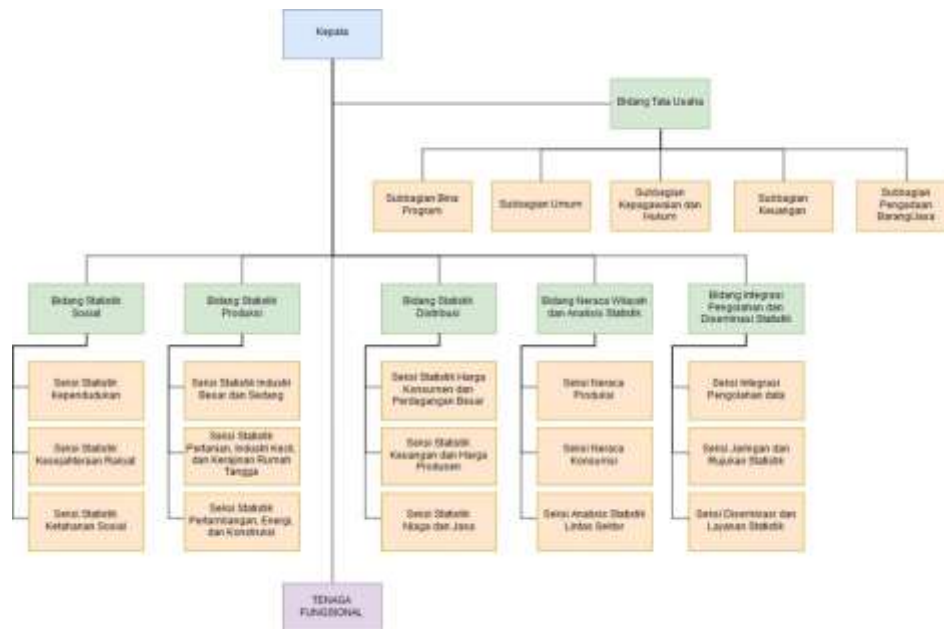 Kepala
Bidang Tata Usaha
Subbagian Bina
Program
Subbagian Umum
Subbagian
Kepagawaian dan
Hukum
Subbagian
Keuangan
Subbagian
Pengadaan
Barang/Jasa
Bidang Statistik
Sosial
Bidang Statistik
Produksi
Bidang Statistik
Distribusi
Bidang Neraca Wilayah
dan Analisis Statistik
Bidang Integrasi
Pengolahan dan
Diseminasi Statistik
Seksi Statistik
Kependudukan
Seksi Statistik Industri
Besar dan Sedang
Seksi Statistik Harga
Konsumen dan
Perdagangan Besar
Seksi Neraca
Produksi
Seksi Integrasi
Pengolahan data
Seksi Statistik
Kesejahteraan Rakyat
Seksi Statistik
Pertanian, Industri Kecil,
dan Kerajinan Rumah
Tangga
Seksi Statistik
Keuangan dan Harga
Produsen
Seksi Neraca
Konsumsi
Seksi Jaringan dan
Rujukan Statistik
Seksi Statistik
Ketahanan Sosial
Seksi Statistik
Pertambangan, Energi,
dan Konstruksi
Seksi Statistik
Niaga dan Jasa
Seksi Analisis Statistik
Lintas Sektor
Seksi Diseminasi dan
Layanan Statistik
TENAGA
FUNGSIONAL